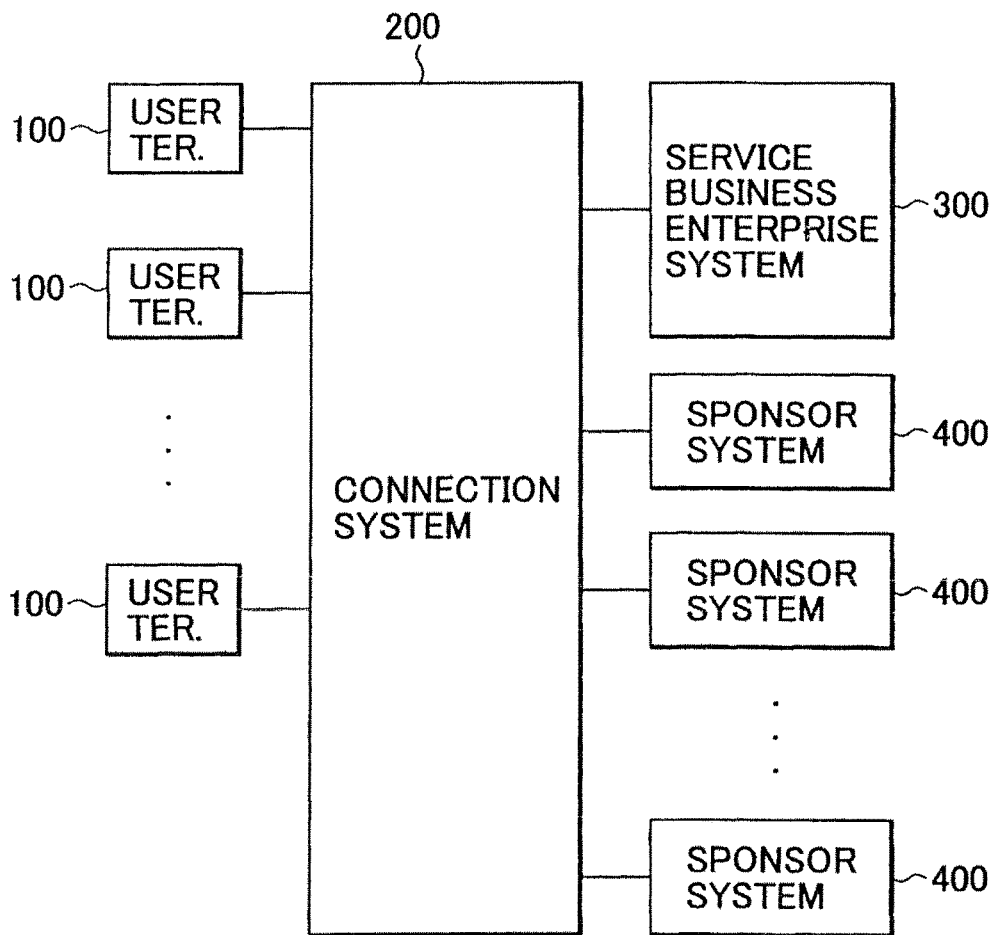 200
100
USER
TER.
100
USER
TER.
100
USER
TER.
CONNECTION
SYSTEM
SERVICE
BUSINESS
ENTERPRISE
SYSTEM
300
SPONSOR
SYSTEM
400
SPONSOR
SYSTEM
400
SPONSOR
SYSTEM
400